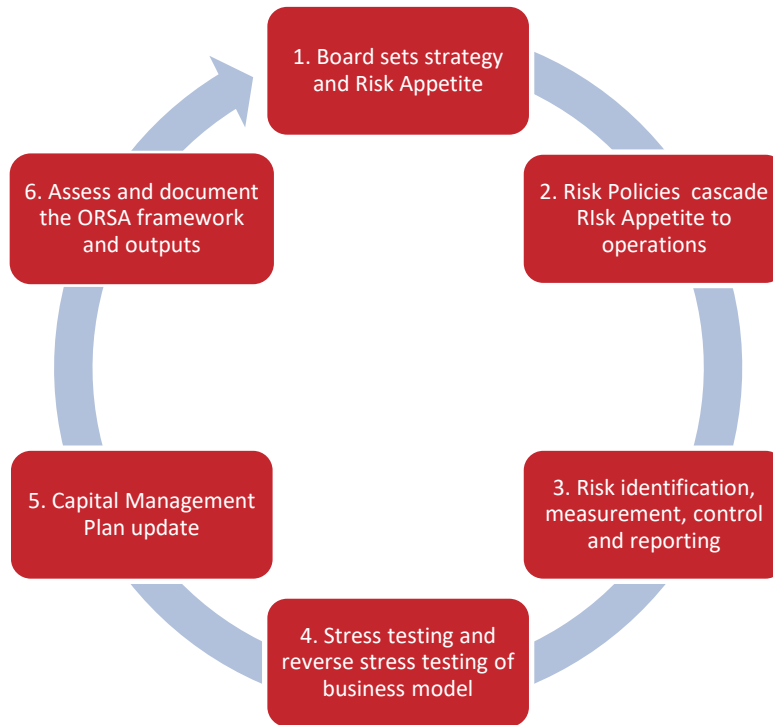 1. Board sets strategy
and Risk Appetite
2. Risk Policies  cascade
RIsk Appetite to
operations
3. Risk identification,
measurement, control
and reporting
4. Stress testing and
reverse stress testing of
business model
5. Capital Management
Plan update
6. Assess and document
the ORSA framework
and outputs